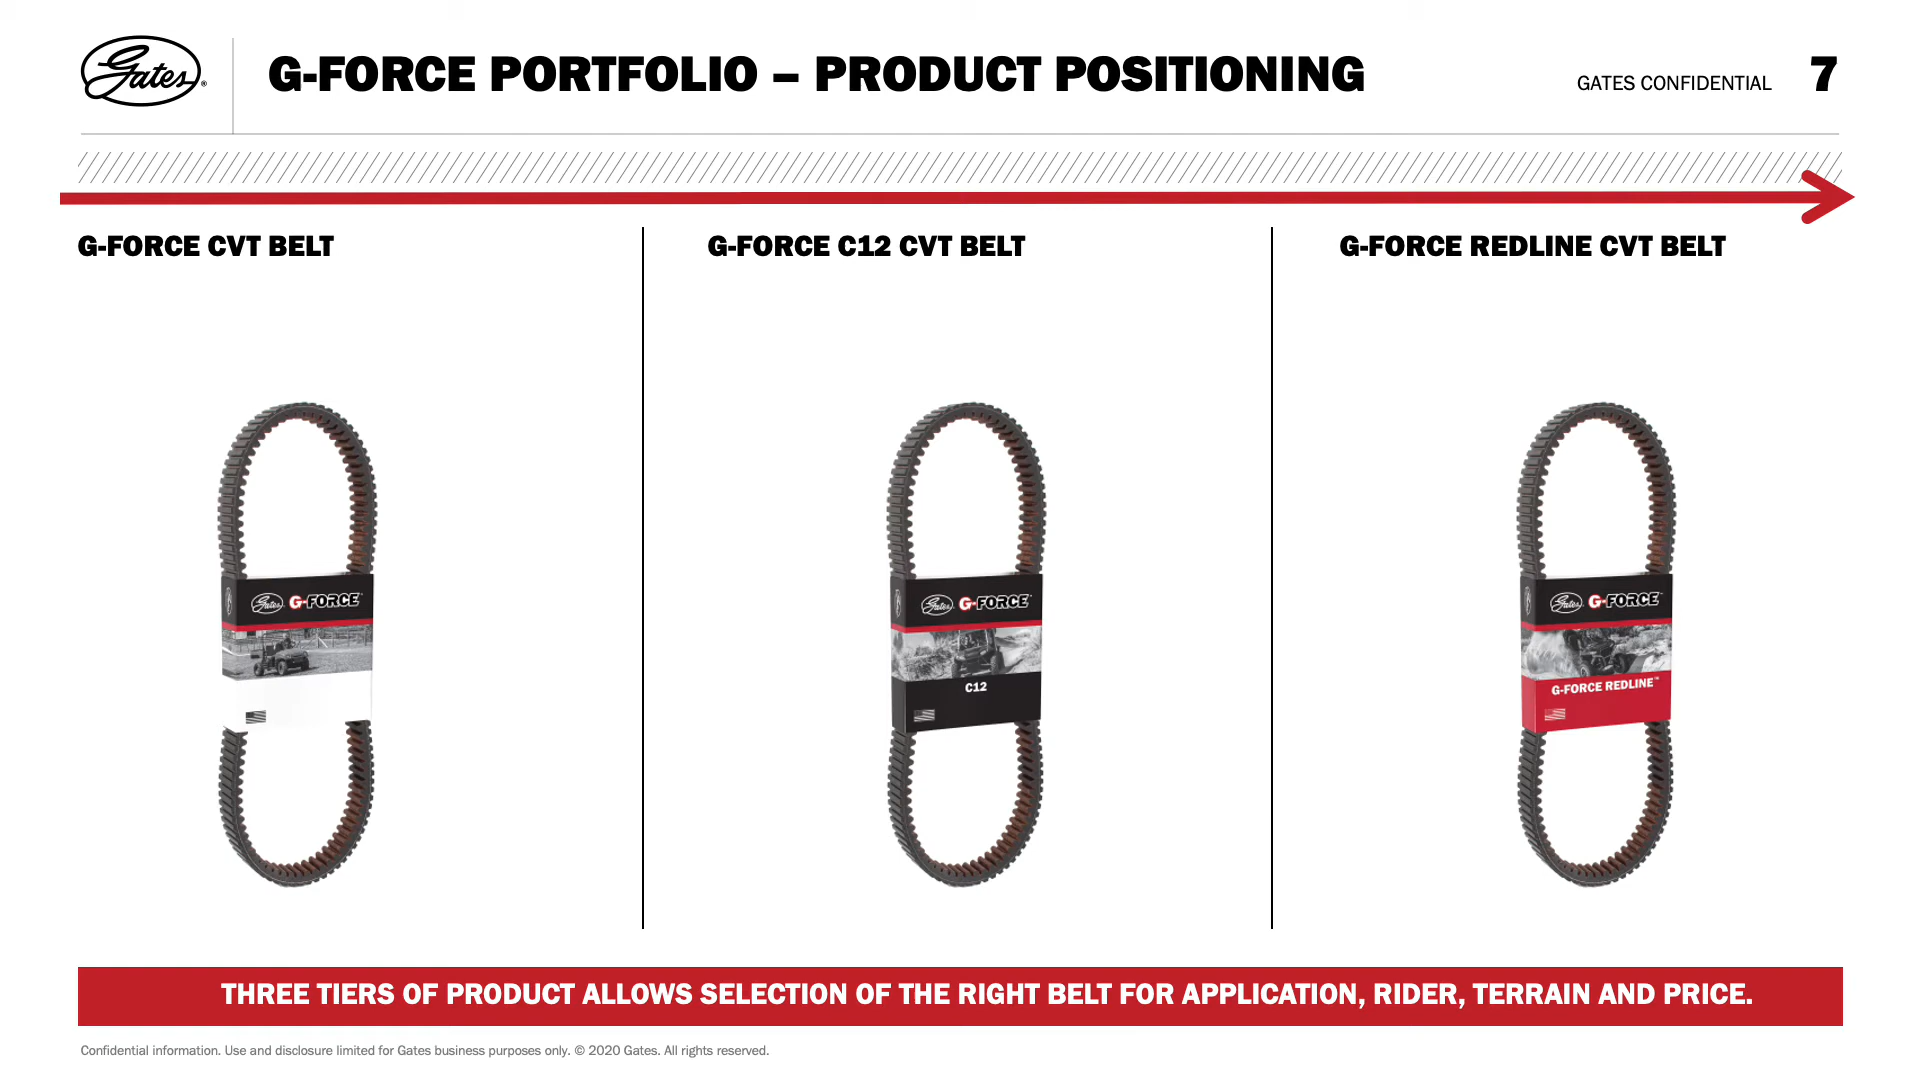 Gates®
G-FORCE PORTFOLIO – PRODUCT POSITIONING
GATES CONFIDENTIAL
7
G-FORCE CVT BELT
G-FORCE C12 CVT BELT
G-FORCE REDLINE CVT BELT
Gates G-FORCE
Gates G-FORCE
C12
Gates G-FORCE
G-FORCE REDLINE™
THREE TIERS OF PRODUCT ALLOWS SELECTION OF THE RIGHT BELT FOR APPLICATION, RIDER, TERRAIN AND PRICE.
Confidential information. Use and disclosure limited for Gates business purposes only. © 2020 Gates. All rights reserved.